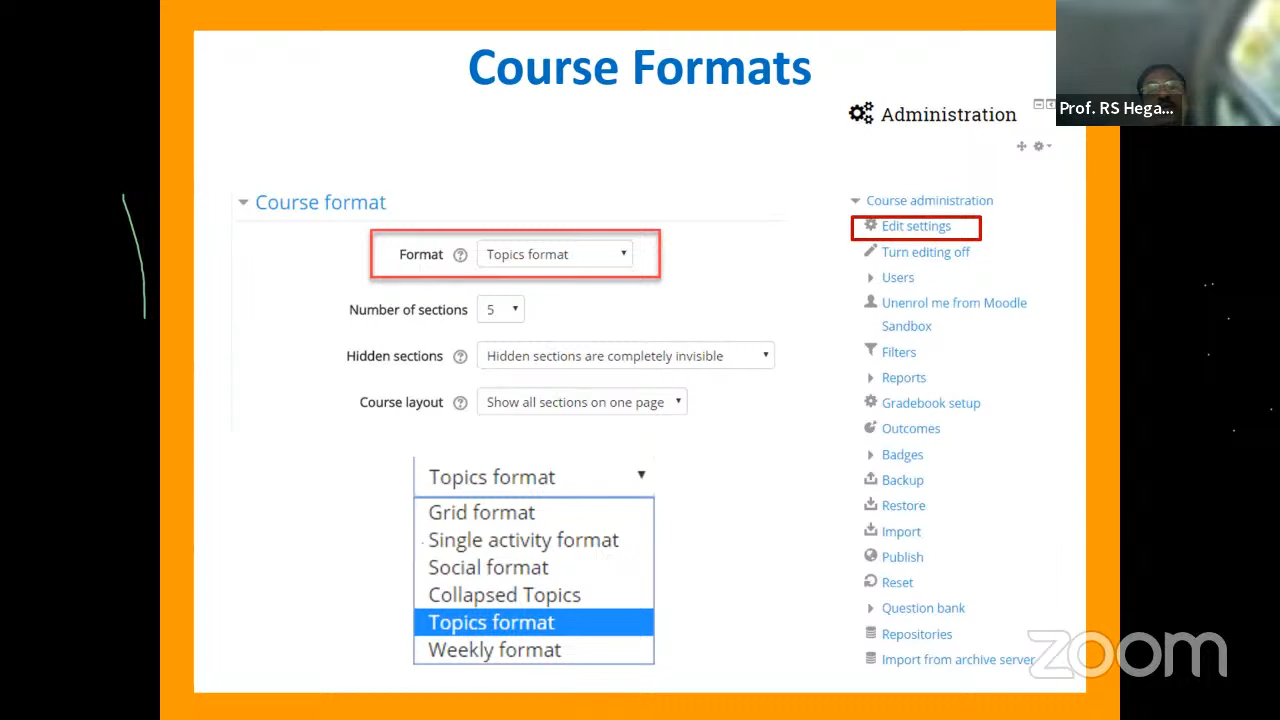 Course Formats
Prof. RS Hega...
Administration
Course format
Format
Topics format
Number of sections
5
Hidden sections
Hidden sections are completely invisible
Course layout
Show all sections on one page
Topics format
Grid format
Single activity format
Social format
Collapsed Topics
Topics format
Weekly format
Course administration
Edit settings
Turn editing off
Users
Unenrol me from Moodle
Sandbox
Filters
Reports
Gradebook setup
Outcomes
Badges
Backup
Restore
Import
Publish
Reset
Question bank
Repositories
Import from archive server
zoom